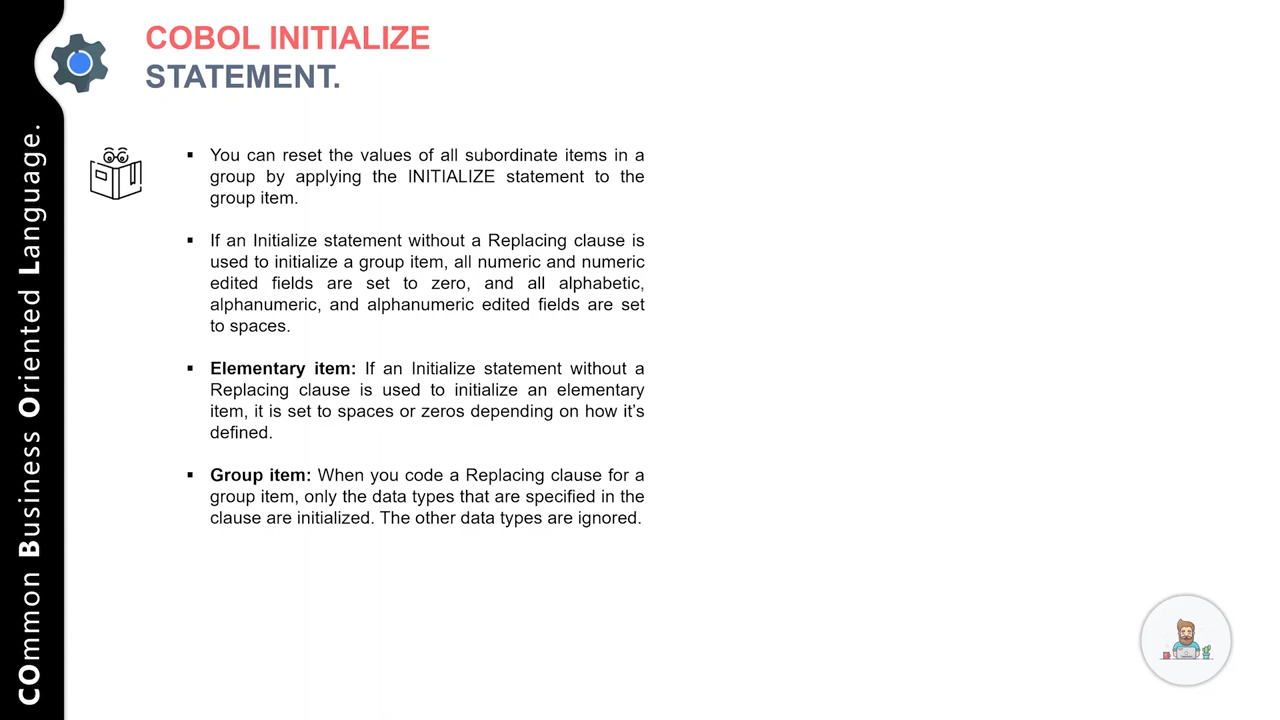 COBOL INITIALIZE
STATEMENT.
▪ You can reset the values of all subordinate items in a
group by applying the INITIALIZE statement to the
group item.
▪ If an Initialize statement without a Replacing clause is
used to initialize a group item, all numeric and numeric
edited fields are set to zero, and all alphabetic,
alphanumeric, and alphanumeric edited fields are set
to spaces.
▪ Elementary item: If an Initialize statement without a
Replacing clause is used to initialize an elementary
item, it is set to spaces or zeros depending on how it’s
defined.
▪ Group item: When you code a Replacing clause for a
group item, only the data types that are specified in the
clause are initialized. The other data types are ignored.
COmmon Business Oriented Language.